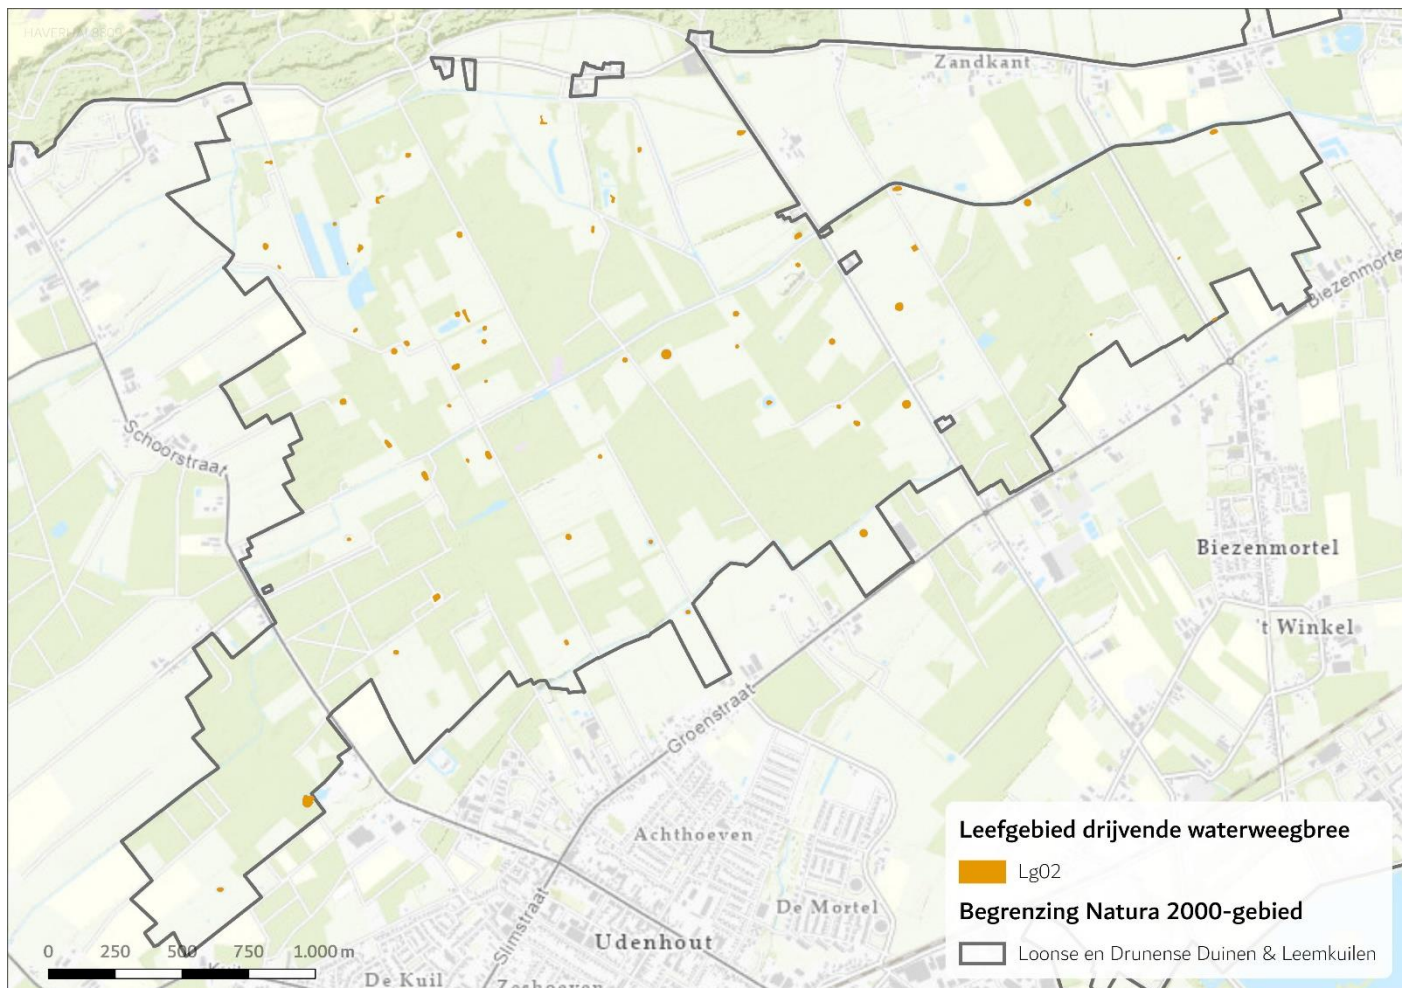 Zandkant
Biezenmortel
Schoorstraat
Biezenmortel
't Winkel
Groenstraat
Achthoeven
De Mortel
Slimstraat
Udenhout
De Kuil
Zeshoeven
Leefgebied drijvende waterweegbree
Lg02
Begrenzing Natura 2000-gebied
Loonse en Drunense Duinen & Leemkuilen
0 250 500 750 1.000 m